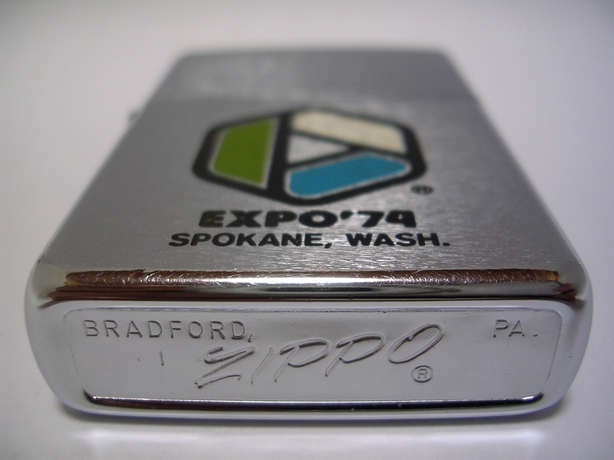 ®
EXPO'74
SPOKANE, WASH.
BRADFORD, PA.
I ZIPPO ®